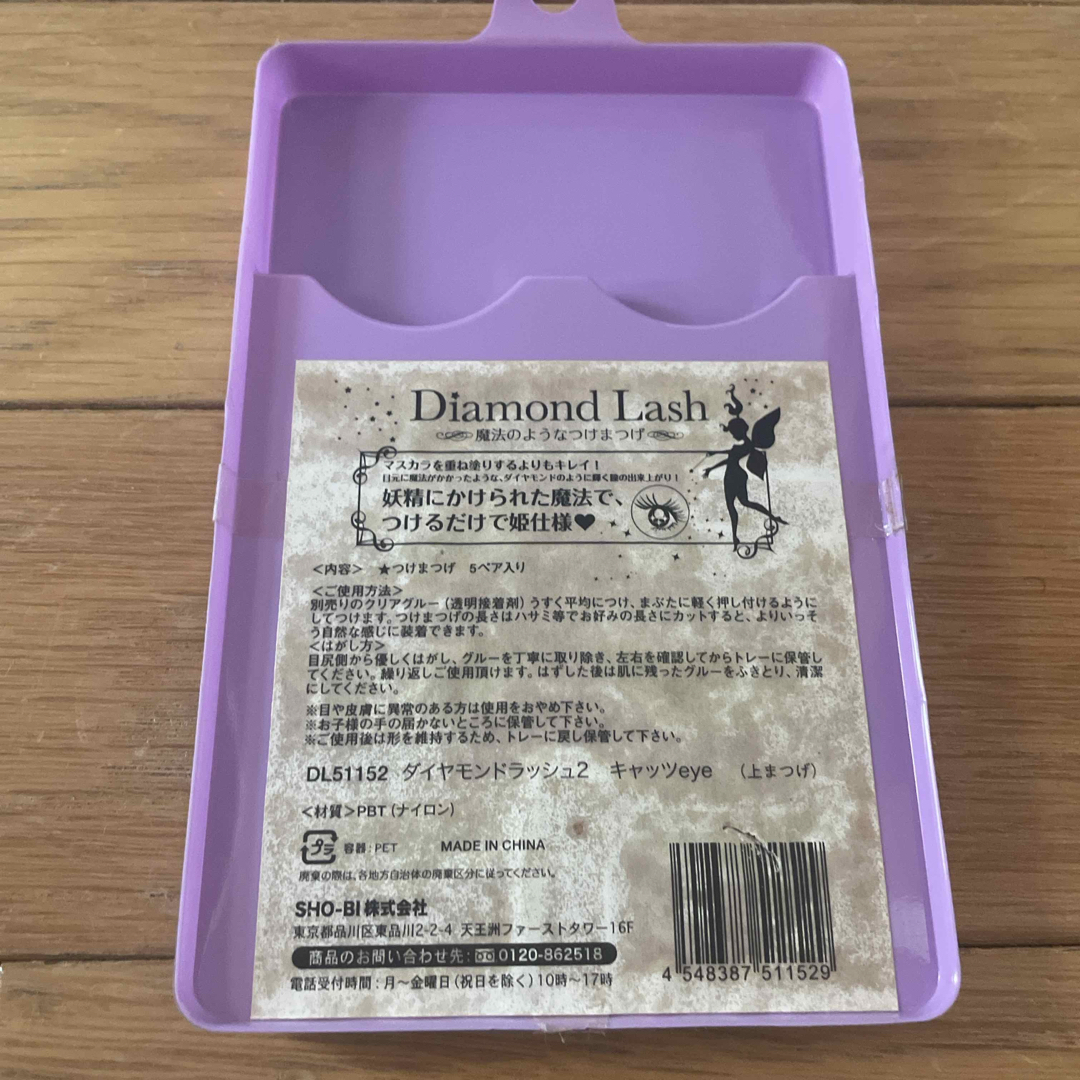 Diamond Lash
魔法のようなつけまつげ
マスカラを重ね塗りするよりもキレイ！
目元に魔法がかかったような、ダイヤモンドのように輝く瞳の出来上がり！
妖精にかけられた魔法で、
つけるだけで姫仕様♥
＜内容＞ ★つけまつげ 5ペア入り
＜ご使用方法＞
別売りのクリアグルー（透明接着剤）うすく平均につけ、まぶたに軽く押し付けるように
してつけます。つけまつげの長さはハサミ等でお好みの長さにカットすると、よりいっそ
う自然な感じに装着できます。
＜はがし方＞
目尻側から優しくはがし、グルーを丁寧に取り除き、左右を確認してからトレーに保管し
てください。繰り返しご使用頂けます。はずした後は肌に残ったグルーをふきとり、清潔
にしてください。
※目や皮膚に異常のある方は使用をおやめ下さい。
※お子様の手の届かないところに保管して下さい。
※ご使用後は形を維持するため、トレーに戻し保管して下さい。
DL51152 ダイヤモンドラッシュ2 キャッツeye （上まつげ）
＜材質＞PBT（ナイロン）
プラ 容器：PET MADE IN CHINA
廃棄の際は、各地方自治体の廃棄区分に従ってください。
SHO-BI株式会社
東京都品川区東品川2-2-4 天王洲ファーストタワー16F
商品のお問い合わせ先：0120-862518
電話受付時間：月～金曜日（祝日を除く）10時～17時
4 548387 511529